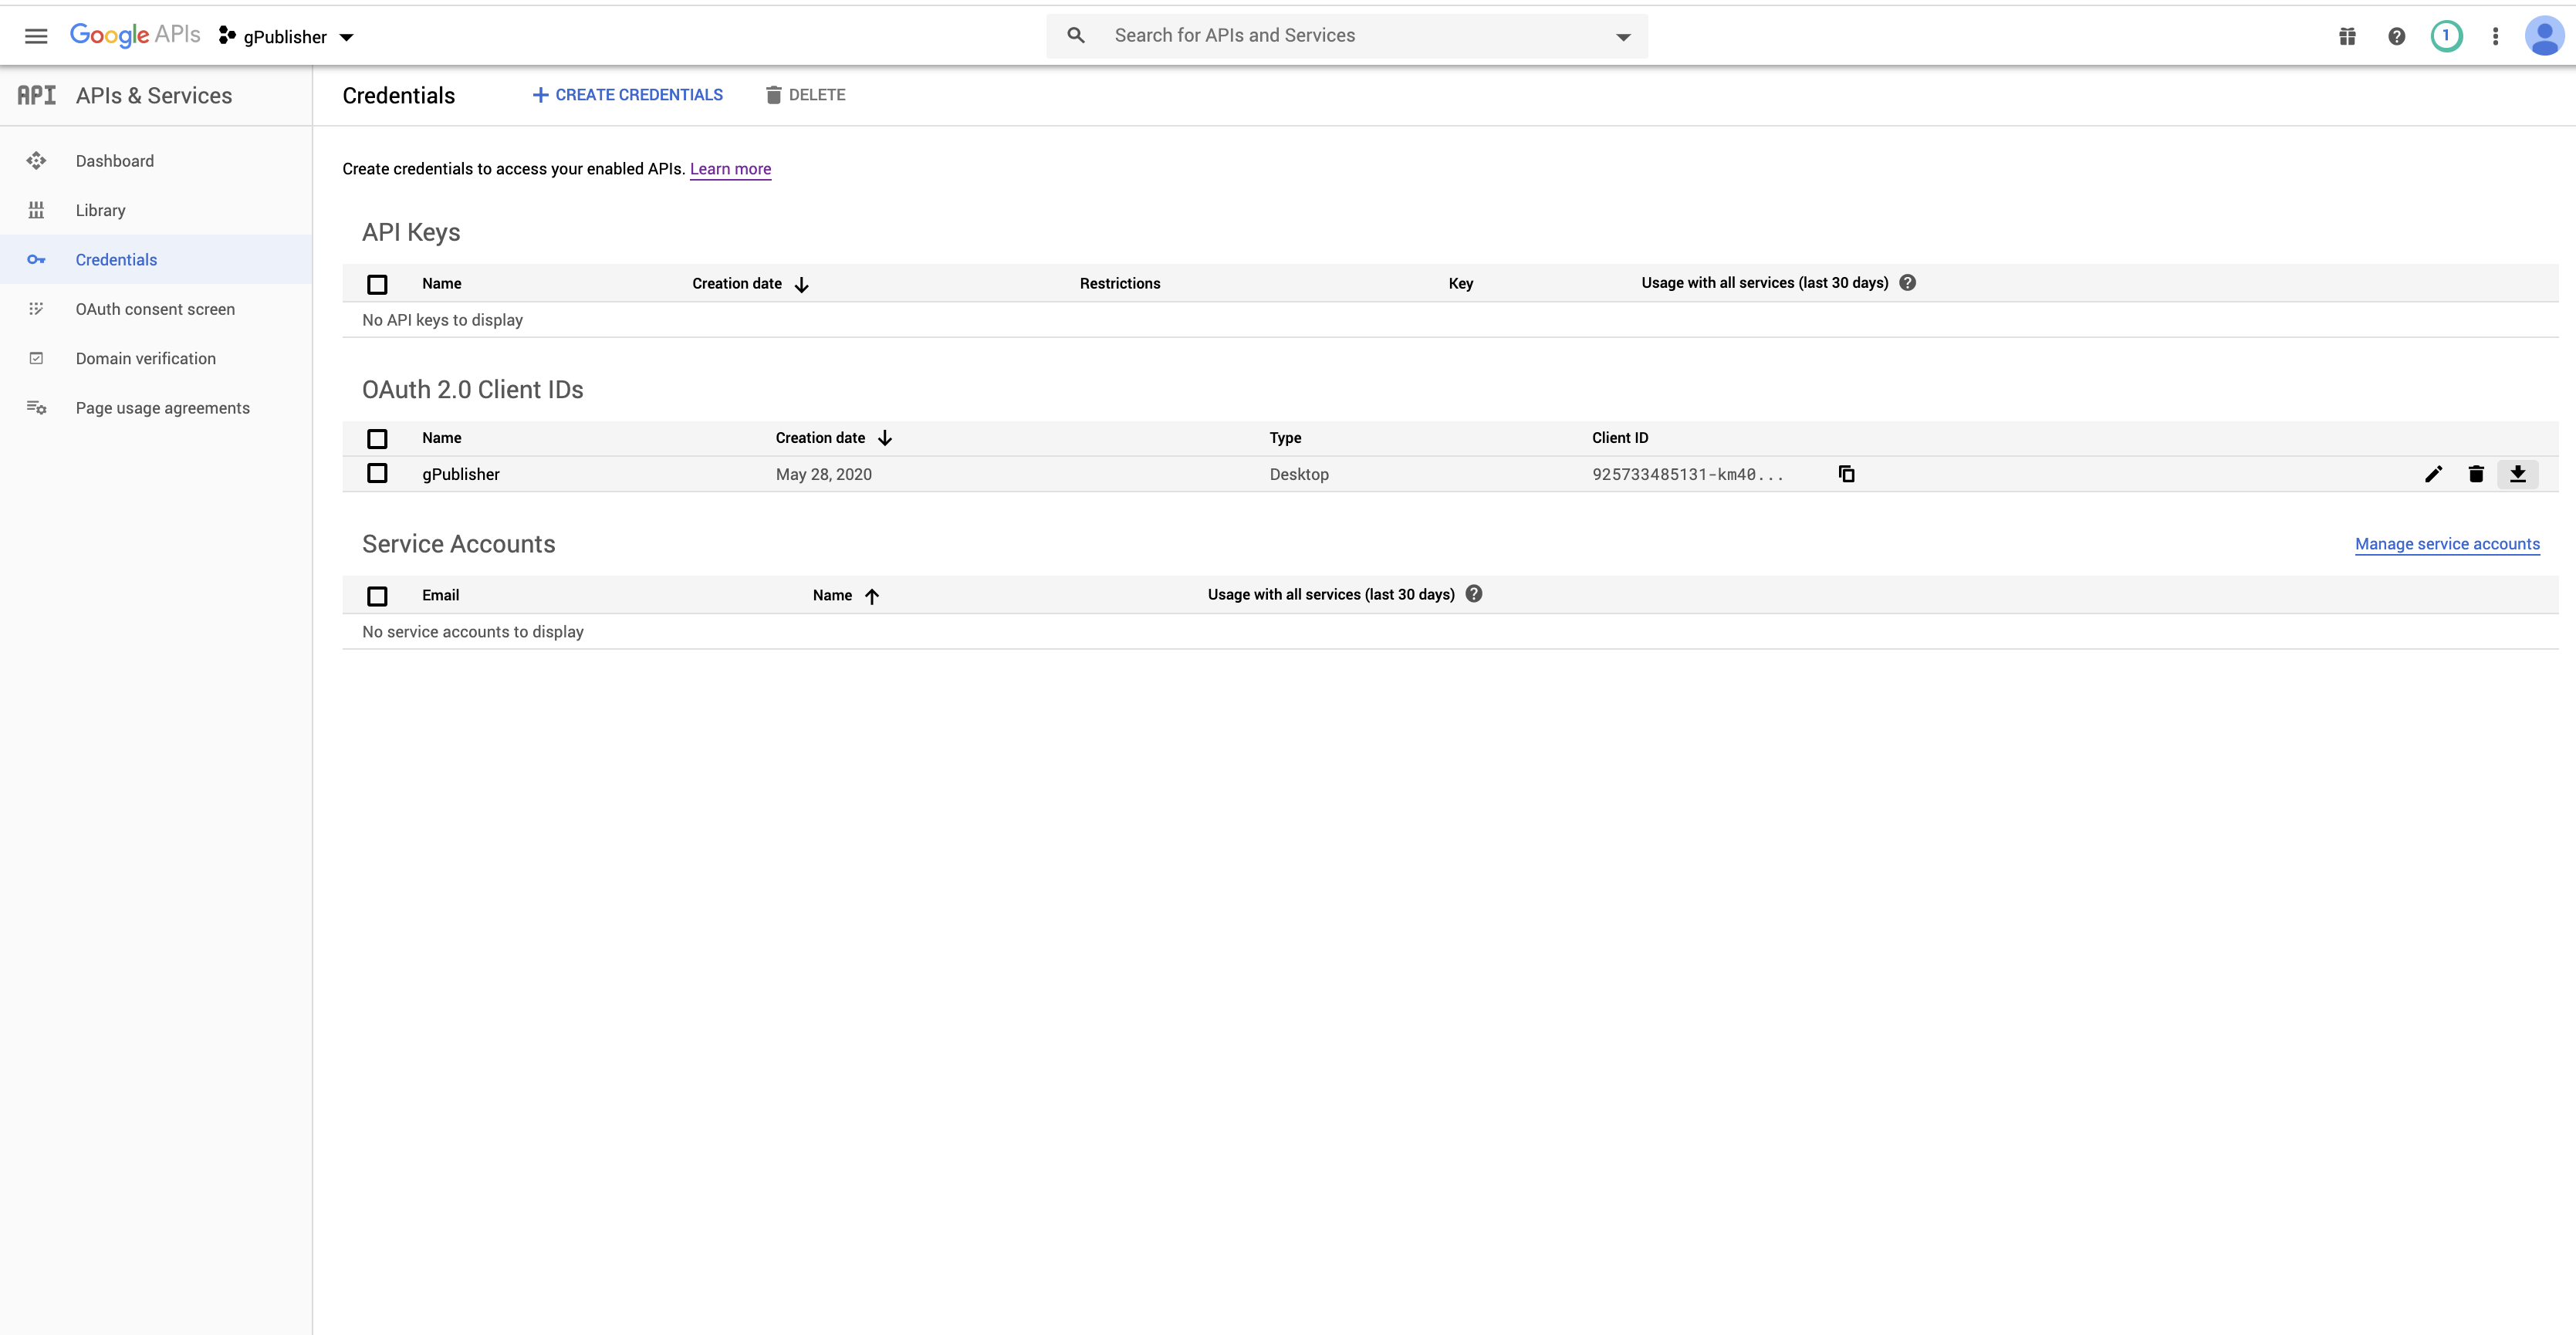 Google APIs gPublisher Search for APIs and Services 1
API APIs & Services
Credentials CREATE CREDENTIALS DELETE
Dashboard
Library
Credentials
OAuth consent screen
Domain verification
Page usage agreements
Create credentials to access your enabled APIs. Learn more
API Keys
Name Creation date Restrictions Key Usage with all services (last 30 days)
No API keys to display
OAuth 2.0 Client IDs
Name Creation date Type Client ID
gPublisher May 28, 2020 Desktop 925733485131-km40...
Service Accounts Manage service accounts
Email Name Usage with all services (last 30 days)
No service accounts to display